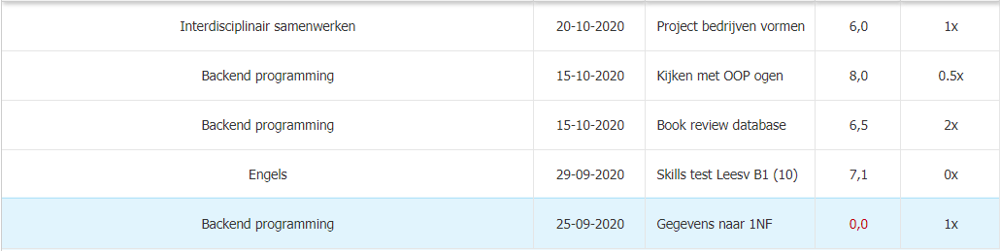 Interdisciplinair samenwerken 20-10-2020 Project bedrijven vormen 6,0 1x
Backend programming 15-10-2020 Kijken met OOP ogen 8,0 0.5x
Backend programming 15-10-2020 Book review database 6,5 2x
Engels 29-09-2020 Skills test Leesv B1 (10) 7,1 0x
Backend programming 25-09-2020 Gegevens naar 1NF 0,0 1x